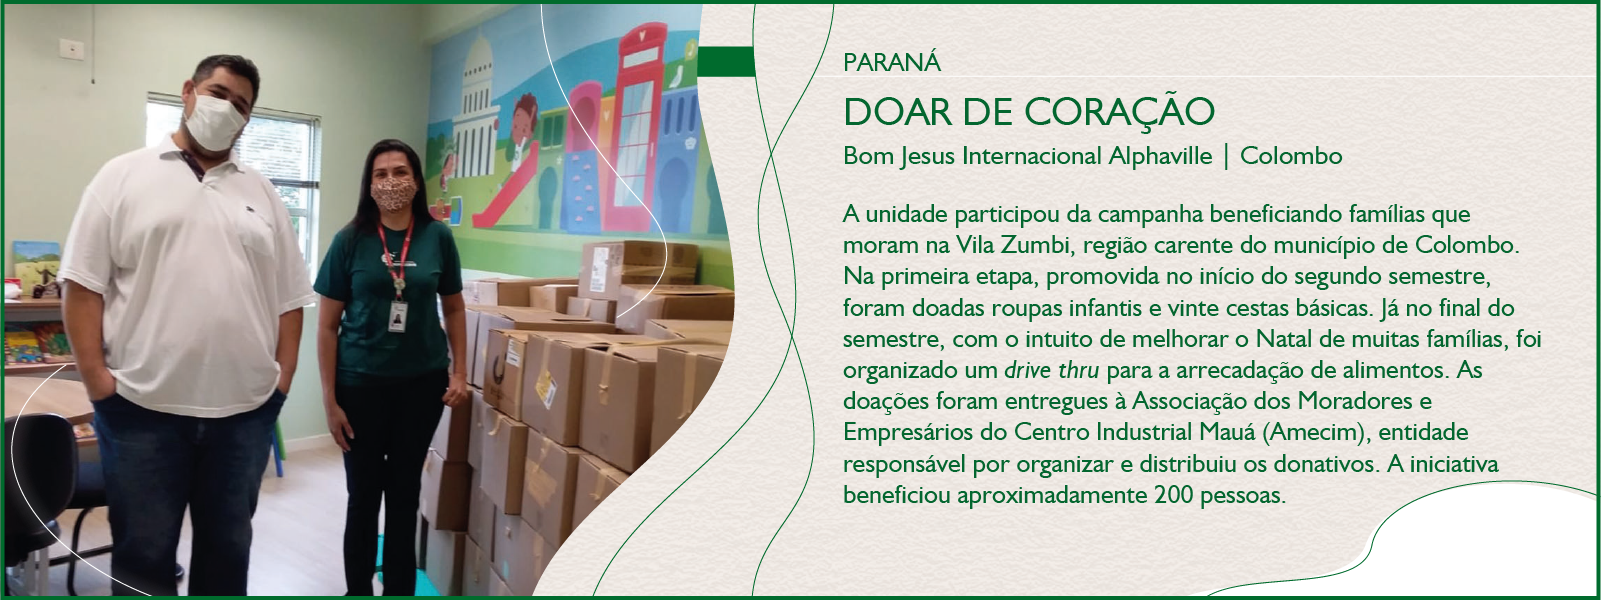 PARANÁ
DOAR DE CORAÇÃO
Bom Jesus Internacional Alphaville | Colombo
A unidade participou da campanha beneficiando famílias que
moram na Vila Zumbi, região carente do município de Colombo.
Na primeira etapa, promovida no início do segundo semestre,
foram doadas roupas infantis e vinte cestas básicas. Já no final do
semestre, com o intuito de melhorar o Natal de muitas famílias, foi
organizado um drive thru para a arrecadação de alimentos. As
doações foram entregues à Associação dos Moradores e
Empresários do Centro Industrial Mauá (Amecim), entidade
responsável por organizar e distribuiu os donativos. A iniciativa
beneficiou aproximadamente 200 pessoas.